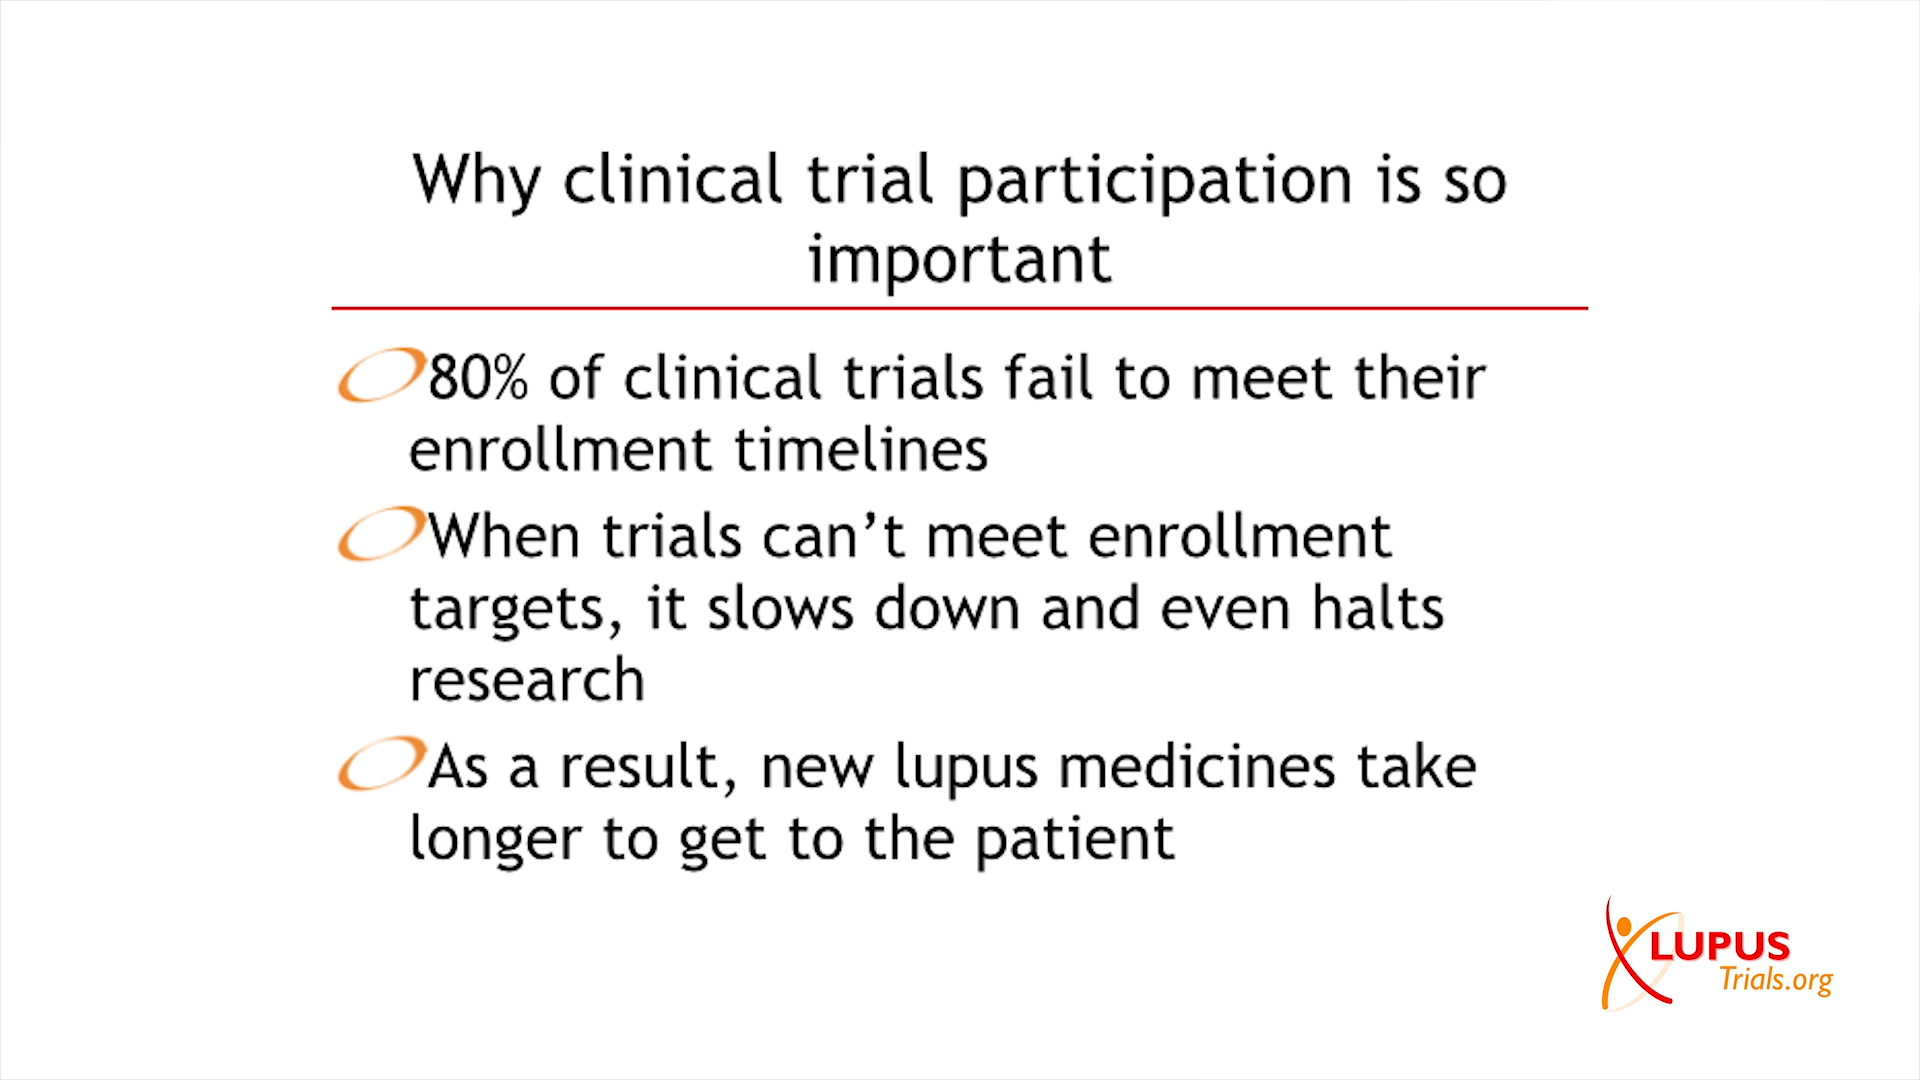 Why clinical trial participation is so
important
80% of clinical trials fail to meet their
enrollment timelines
When trials can’t meet enrollment
targets, it slows down and even halts
research
As a result, new lupus medicines take
longer to get to the patient
LUPUS
Trials.org